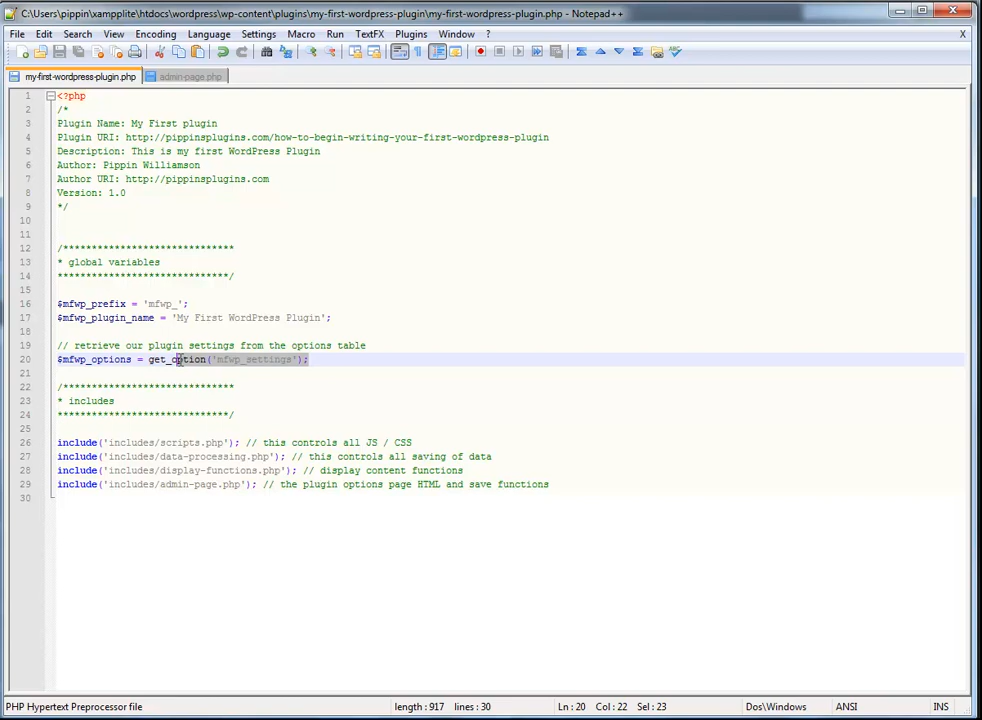 C:\Users\pippin\xampplite\htdocs\wordpress\wp-content\plugins\my-first-wordpress-plugin\my-first-wordpress-plugin.php - Notepad++
File Edit Search View Encoding Language Settings Macro Run TextFX Plugins Window ? X
my-first-wordpress-plugin.php admin-page.php
1 <?php
2 /*
3 Plugin Name: My First plugin
4 Plugin URI: http://pippinsplugins.com/how-to-begin-writing-your-first-wordpress-plugin
5 Description: This is my first WordPress Plugin
6 Author: Pippin Williamson
7 Author URI: http://pippinsplugins.com
8 Version: 1.0
9 */
10
11
12 /******************************
13 * global variables
14 ******************************/
15
16 $mfwp_prefix = 'mfwp_';
17 $mfwp_plugin_name = 'My First WordPress Plugin';
18
19 // retrieve our plugin settings from the options table
20 $mfwp_options = get_option('mfwp_settings');
21
22 /******************************
23 * includes
24 ******************************/
25
26 include('includes/scripts.php'); // this controls all JS / CSS
27 include('includes/data-processing.php'); // this controls all saving of data
28 include('includes/display-functions.php'); // display content functions
29 include('includes/admin-page.php'); // the plugin options page HTML and save functions
30
PHP Hypertext Preprocessor file length : 917 lines : 30 Ln : 20 Col : 22 Sel : 23 Dos\Windows ANSI INS